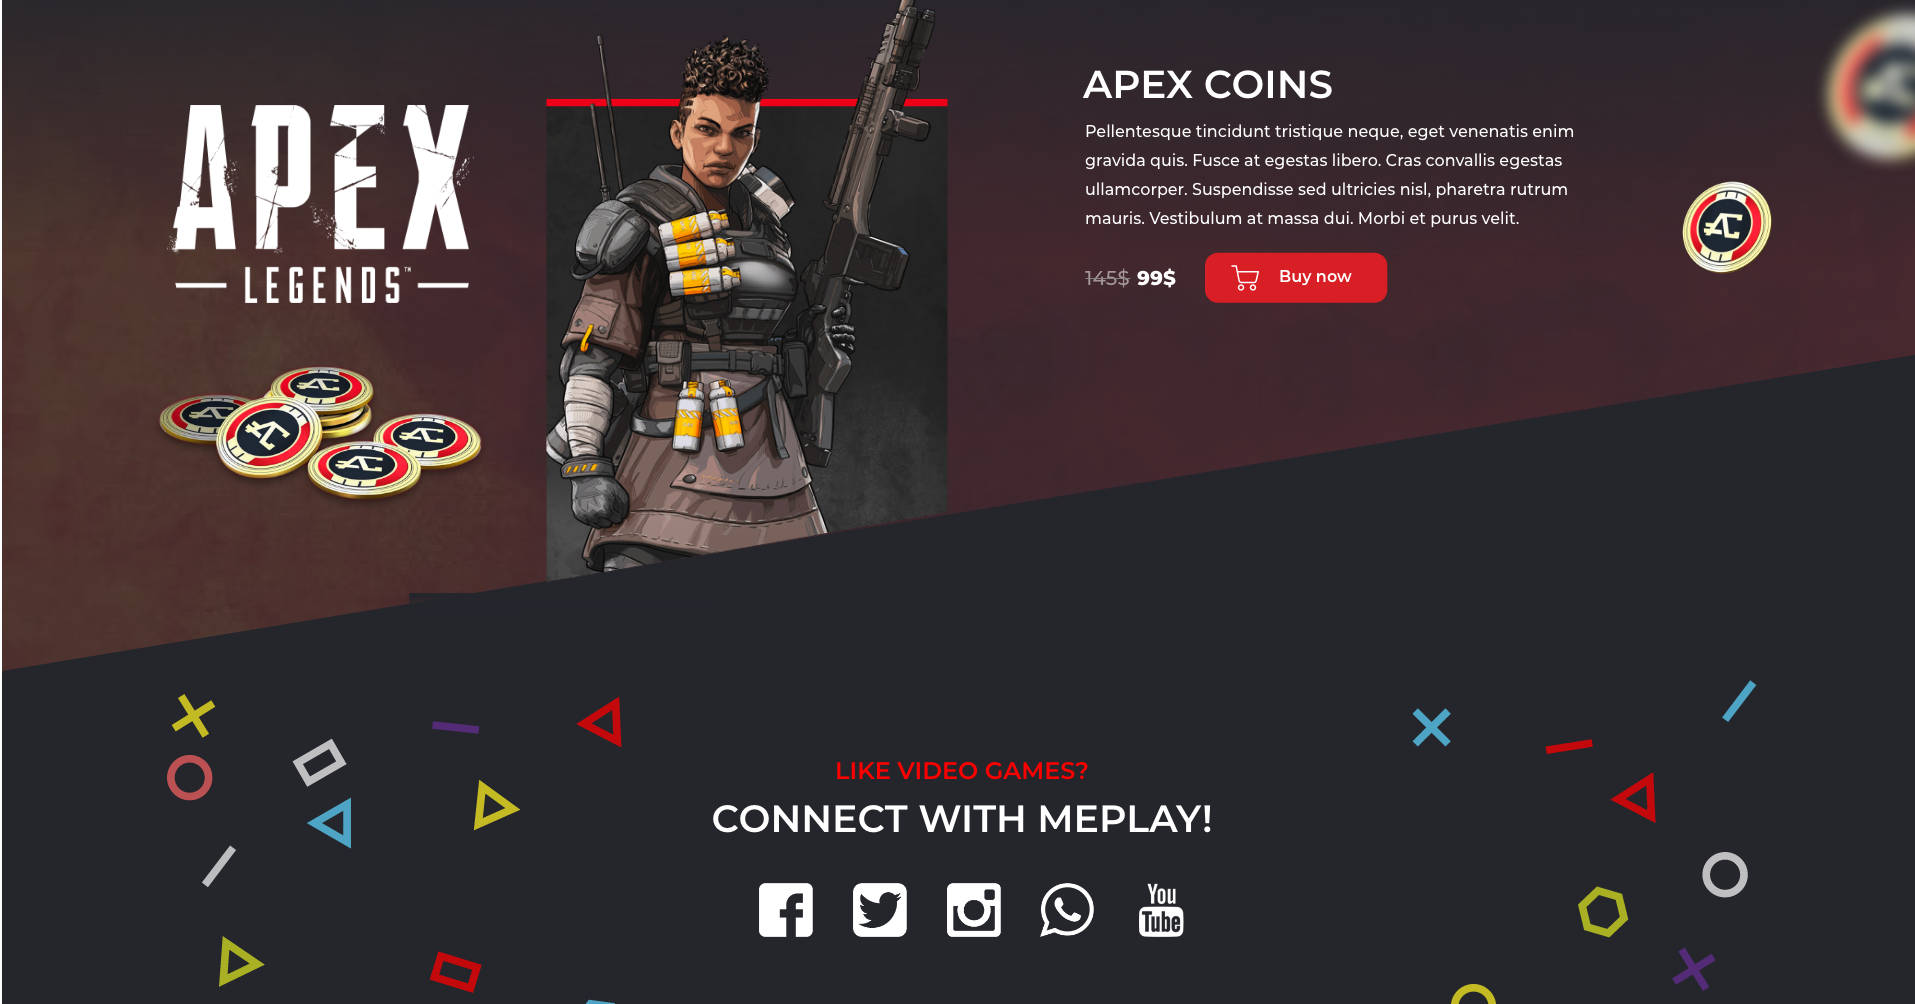 APEX
LEGENDS™
APEX COINS
Pellentesque tincidunt tristique neque, eget venenatis enim
gravida quis. Fusce at egestas libero. Cras convallis egestas
ullamcorper. Suspendisse sed ultricies nisl, pharetra rutrum
mauris. Vestibulum at massa dui. Morbi et purus velit.
145$ 99$ Buy now
LIKE VIDEO GAMES?
CONNECT WITH MEPLAY!
You
Tube